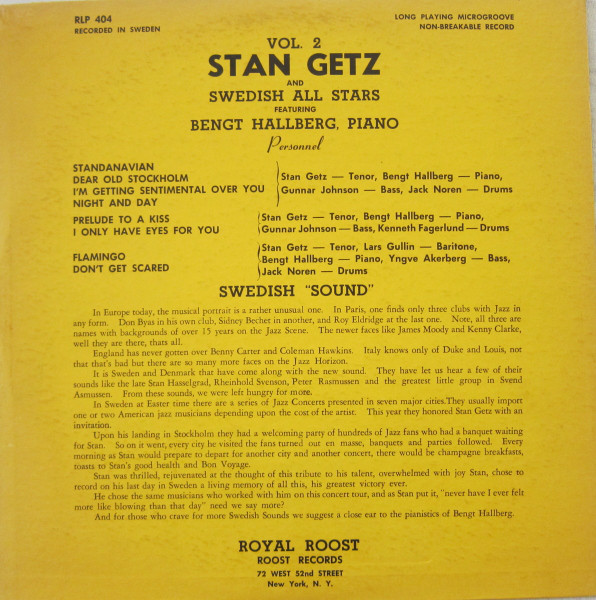 RLP 404
RECORDED IN SWEDEN
LONG PLAYING MICROGROOVE
NON-BREAKABLE RECORD
VOL. 2
STAN GETZ
AND
SWEDISH ALL STARS
FEATURING
BENGT HALLBERG, PIANO
Personnel
STANDANAVIAN
DEAR OLD STOCKHOLM
I'M GETTING SENTIMENTAL OVER YOU
NIGHT AND DAY
Stan Getz — Tenor, Bengt Hallberg — Piano,
Gunnar Johnson — Bass, Jack Noren — Drums
PRELUDE TO A KISS
I ONLY HAVE EYES FOR YOU
Stan Getz — Tenor, Bengt Hallberg — Piano,
Gunnar Johnson — Bass, Kenneth Fagerlund — Drums
FLAMINGO
DON'T GET SCARED
Stan Getz — Tenor, Lars Gullin — Baritone,
Bengt Hallberg — Piano, Yngve Akerberg — Bass,
Jack Noren — Drums
SWEDISH "SOUND"
In Europe today, the musical portrait is a rather unusual one. In Paris, one finds only three clubs with Jazz in
any form. Don Byas in his own club, Sidney Bechet in another, and Roy Eldridge at the last one. Note, all three are
names with backgrounds of over 15 years on the Jazz Scene. The newer faces like James Moody and Kenny Clarke,
well they are there, thats all.
England has never gotten over Benny Carter and Coleman Hawkins. Italy knows only of Duke and Louis, not
that that's bad but there are so many more faces on the Jazz Horizon.
It is Sweden and Denmark that have come along with the new sound. They have let us hear a few of their
sounds like the late Stan Hasselgrad, Rheinhold Svenson, Peter Rasmussen and the greatest little group in Svend
Asmussen. From these sounds, we were left hungry for more.
In Sweden at Easter time there are a series of Jazz Concerts presented in seven major cities.They usually import
one or two American jazz musicians depending upon the cost of the artist. This year they honored Stan Getz with an
invitation.
Upon his landing in Stockholm they had a welcoming party of hundreds of Jazz fans who had a banquet waiting
for Stan. So on it went, every city he visited the fans turned out en masse, banquets and parties followed. Every
morning as Stan would prepare to depart for another city and another concert, there would be champagne breakfasts,
toasts to Stan's good health and Bon Voyage.
Stan was thrilled, rejuvenated at the thought of this tribute to his talent, overwhelmed with joy Stan, chose to
record on his last day in Sweden a living memory of all this, his greatest victory ever.
He chose the same musicians who worked with him on this concert tour, and as Stan put it, "never have I ever felt
more like blowing than that day" need we say more?
And for those who crave for more Swedish Sounds we suggest a close ear to the pianistics of Bengt Hallberg.
ROYAL ROOST
ROOST RECORDS
72 WEST 52nd STREET
New York, N. Y.